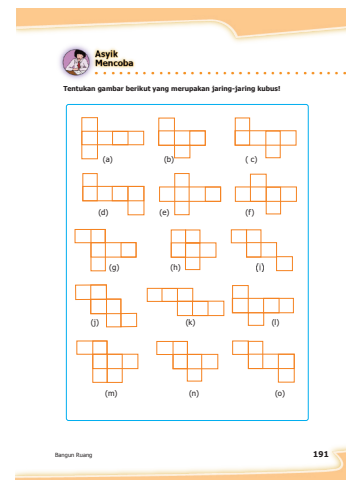 Asyik
Mencoba
Tentukan gambar berikut yang merupakan jaring-jaring kubus!
(a)
(b)
( c)
(d)
(e)
(f)
(g)
(h)
(i)
(j)
(k)
(l)
(m)
(n)
(o)
Bangun Ruang
191